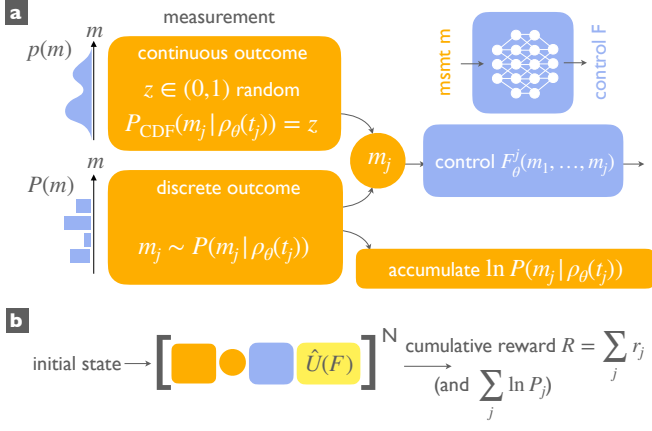 a
measurement
p(m)
m
continuous outcome
z ∈ (0,1) random
P_CDF(m_j | ρ_θ(t_j)) = z
msmt m
control F
m_j
control F_θ^j(m_1, …, m_j)
P(m)
m
discrete outcome
m_j ∼ P(m_j | ρ_θ(t_j))
accumulate ln P(m_j | ρ_θ(t_j))
b
initial state
[ Û(F) ]^N
cumulative reward R = ∑_j r_j
(and ∑_j ln P_j)